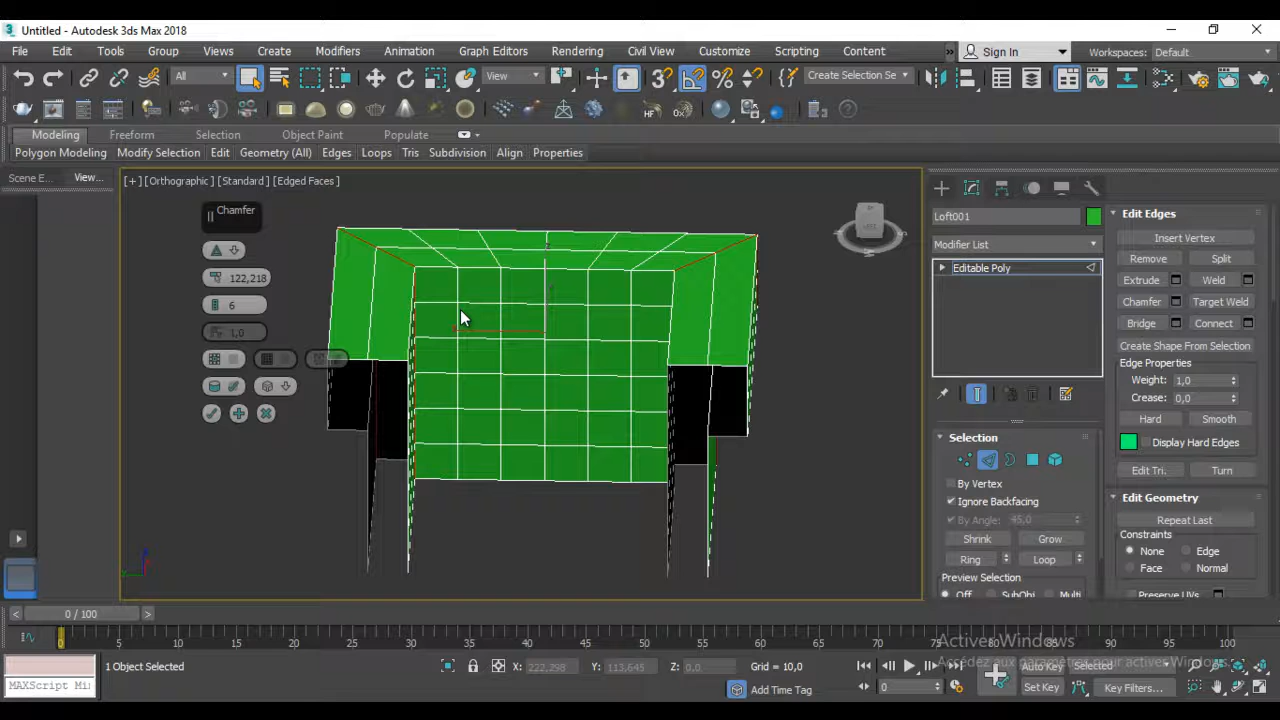 Untitled - Autodesk 3ds Max 2018
File Edit Tools Group Views Create Modifiers Animation Graph Editors Rendering Civil View Customize Scripting Content » Sign In Workspaces: Default
All View Create Selection Se
Modeling Freeform Selection Object Paint Populate
Polygon Modeling Modify Selection Edit Geometry (All) Edges Loops Tris Subdivision Align Properties
Scene E... View...
[+] [Orthographic] [Standard] [Edged Faces]
Chamfer
122,218
6
1,0
Loft001
Modifier List
Editable Poly
Selection
By Vertex
Ignore Backfacing
By Angle: 45,0
Shrink Grow
Ring Loop
Preview Selection
Off SubObj Multi
Edit Edges
Insert Vertex
Remove Split
Extrude Weld
Chamfer Target Weld
Bridge Connect
Create Shape From Selection
Edge Properties
Weight: 1,0
Crease: 0,0
Hard Smooth
Display Hard Edges
Edit Tri. Turn
Edit Geometry
Repeat Last
Constraints
None Edge
Face Normal
Preserve UVs
0 / 100
0 5 10 15 20 25 30 35 40 45 50 55 60 65 70 75 80 85 90 95 100
Activer Windows
Accédez aux paramètres pour activer Windows.
MAXScript Mi
1 Object Selected
X: 222,298 Y: 113,645 Z: 0,0 Grid = 10,0
Add Time Tag
0
Auto Key Selected
Set Key Key Filters...